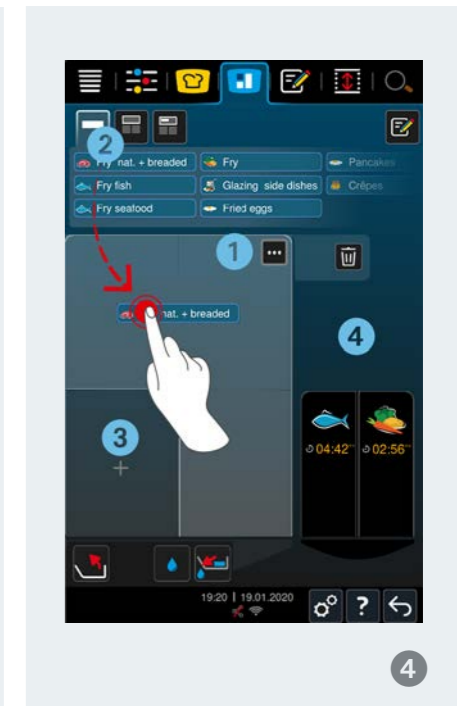 2
Fry nat. + breaded
Fry
Pancakes
Fry fish
Glazing side dishes
Crêpes
Fry seafood
Fried eggs
1
...
nat. + breaded
4
3
+
04:42"
02:56"
19:20 | 19.01.2020
?
4